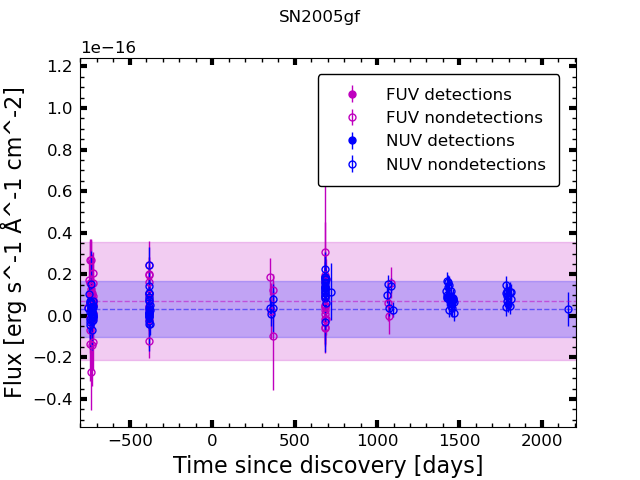 SN2005gf
1e−16
1.2
1.0
0.8
0.6
0.4
0.2
0.0
−0.2
−0.4
Flux [erg s^-1 Å^-1 cm^-2]
FUV detections
FUV nondetections
NUV detections
NUV nondetections
−500 0 500 1000 1500 2000
Time since discovery [days]